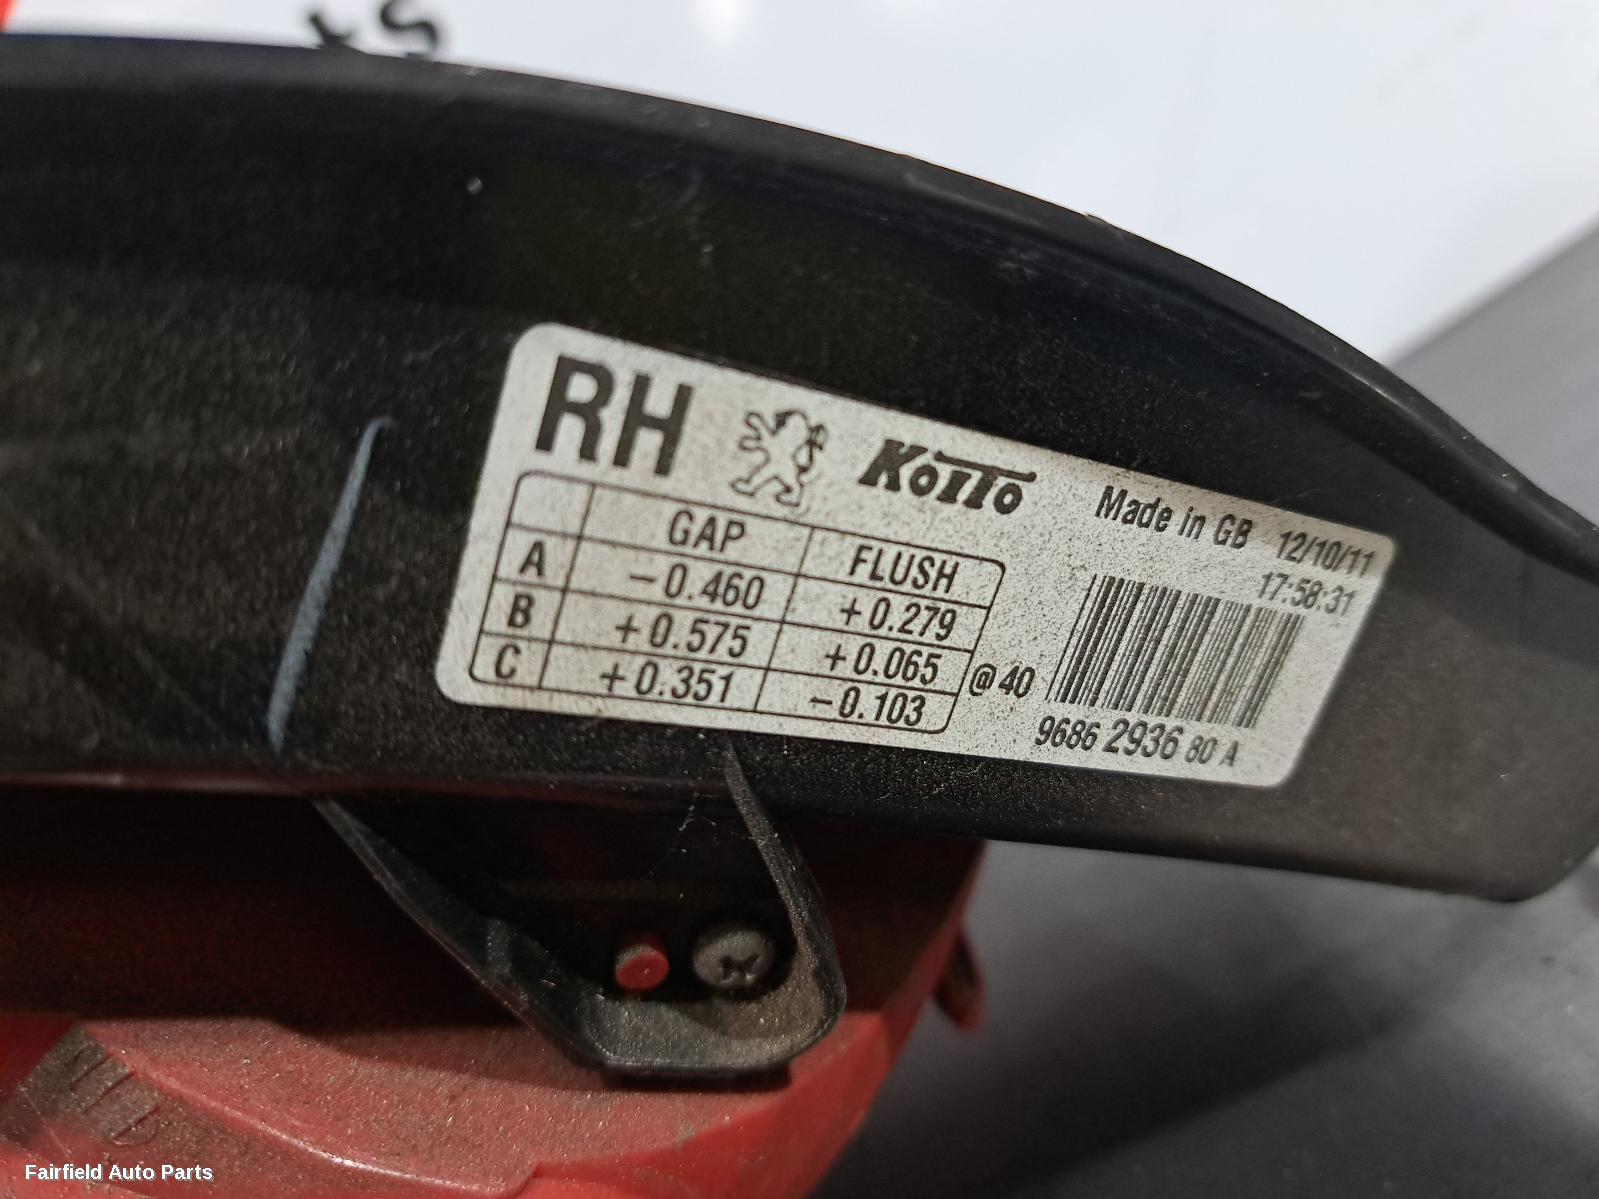 ts
RH Koito Made in GB 12/10/11
17:58:31
GAP FLUSH
A -0.460 +0.279
B +0.575 +0.065
C +0.351 -0.103
@ 40
9686 2936 80 A
Fairfield Auto Parts